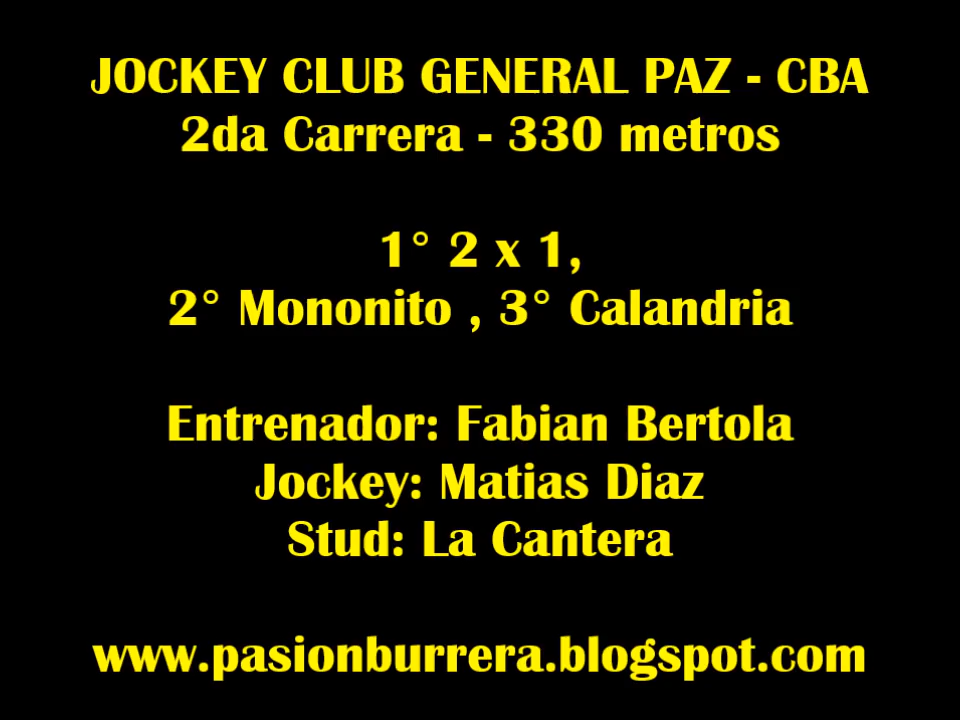 JOCKEY CLUB GENERAL PAZ - CBA
2da Carrera - 330 metros
1° 2 x 1,
2° Mononito , 3° Calandria
Entrenador: Fabian Bertola
Jockey: Matias Diaz
Stud: La Cantera
www.pasionburrera.blogspot.com